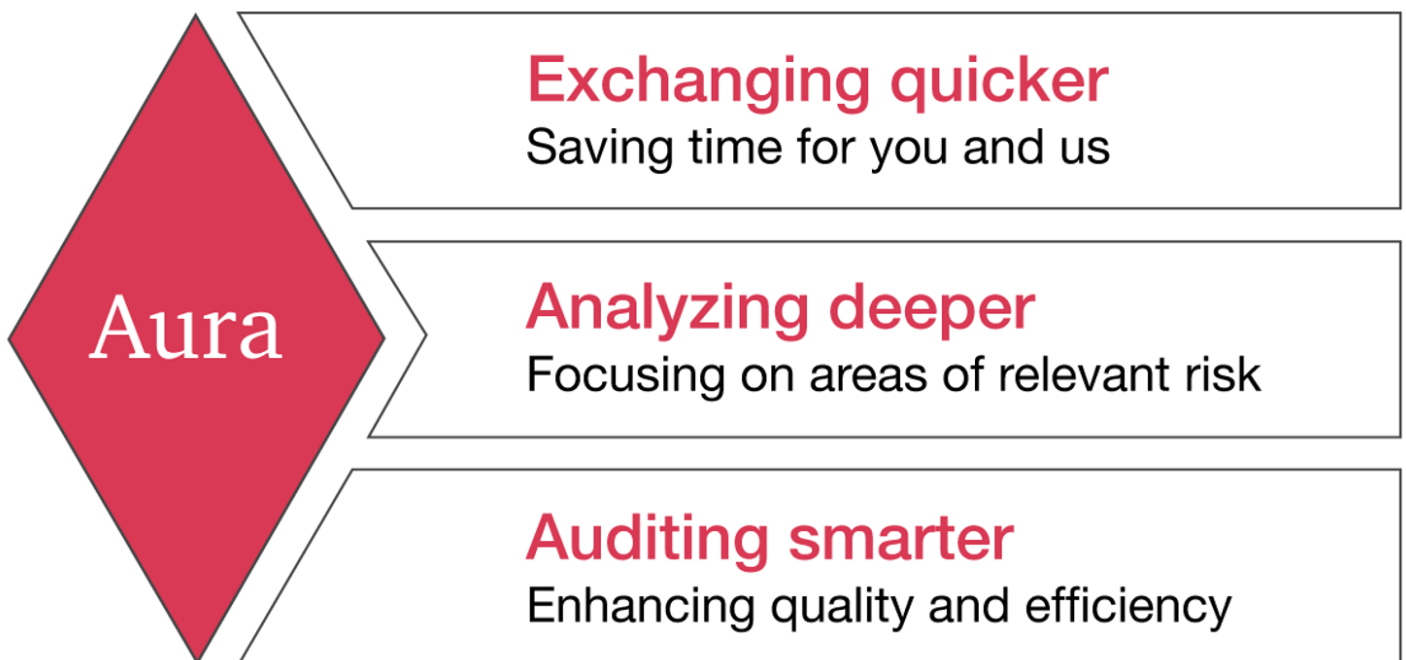 Aura
Exchanging quicker
Saving time for you and us
Analyzing deeper
Focusing on areas of relevant risk
Auditing smarter
Enhancing quality and efficiency